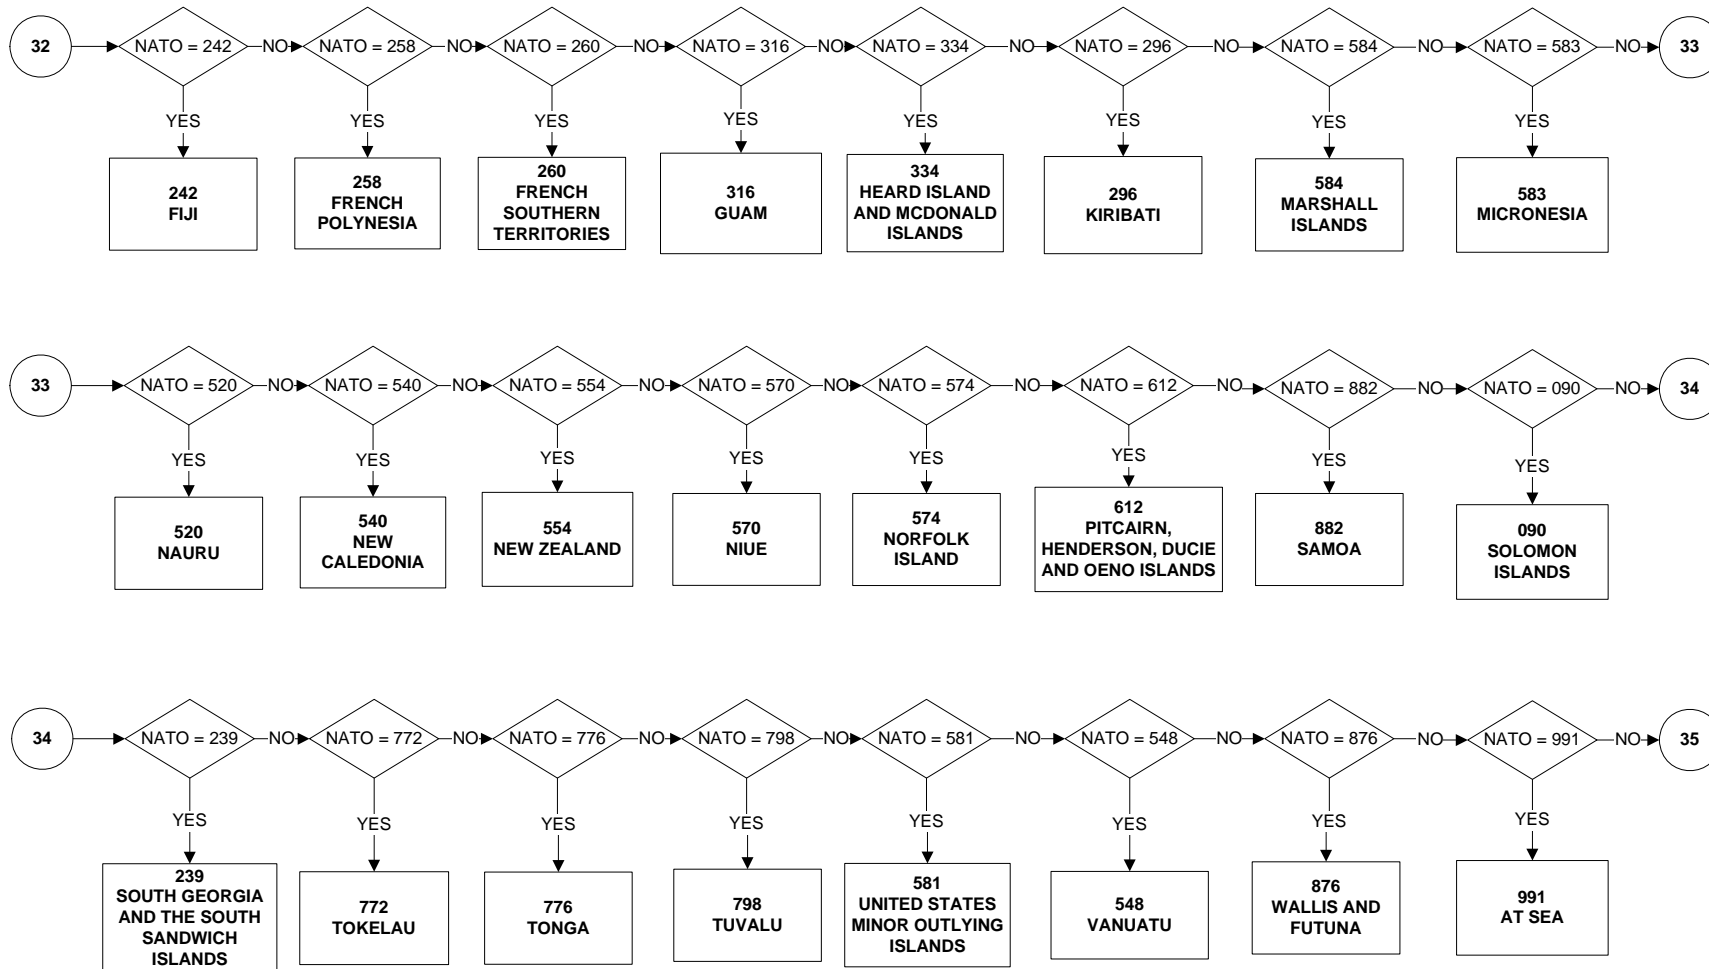 32
NATO = 242
NO
NATO = 258
NO
NATO = 260
NO
NATO = 316
NO
NATO = 334
NO
NATO = 296
NO
NATO = 584
NO
NATO = 583
NO
33
YES
YES
YES
YES
YES
YES
YES
YES
242
FIJI
258
FRENCH
POLYNESIA
260
FRENCH
SOUTHERN
TERRITORIES
316
GUAM
334
HEARD ISLAND
AND MCDONALD
ISLANDS
296
KIRIBATI
584
MARSHALL
ISLANDS
583
MICRONESIA
33
NATO = 520
NO
NATO = 540
NO
NATO = 554
NO
NATO = 570
NO
NATO = 574
NO
NATO = 612
NO
NATO = 882
NO
NATO = 090
NO
34
YES
YES
YES
YES
YES
YES
YES
YES
520
NAURU
540
NEW
CALEDONIA
554
NEW ZEALAND
570
NIUE
574
NORFOLK
ISLAND
612
PITCAIRN,
HENDERSON, DUCIE
AND OENO ISLANDS
882
SAMOA
090
SOLOMON
ISLANDS
34
NATO = 239
NO
NATO = 772
NO
NATO = 776
NO
NATO = 798
NO
NATO = 581
NO
NATO = 548
NO
NATO = 876
NO
NATO = 991
NO
35
YES
YES
YES
YES
YES
YES
YES
YES
239
SOUTH GEORGIA
AND THE SOUTH
SANDWICH
ISLANDS
772
TOKELAU
776
TONGA
798
TUVALU
581
UNITED STATES
MINOR OUTLYING
ISLANDS
548
VANUATU
876
WALLIS AND
FUTUNA
991
AT SEA